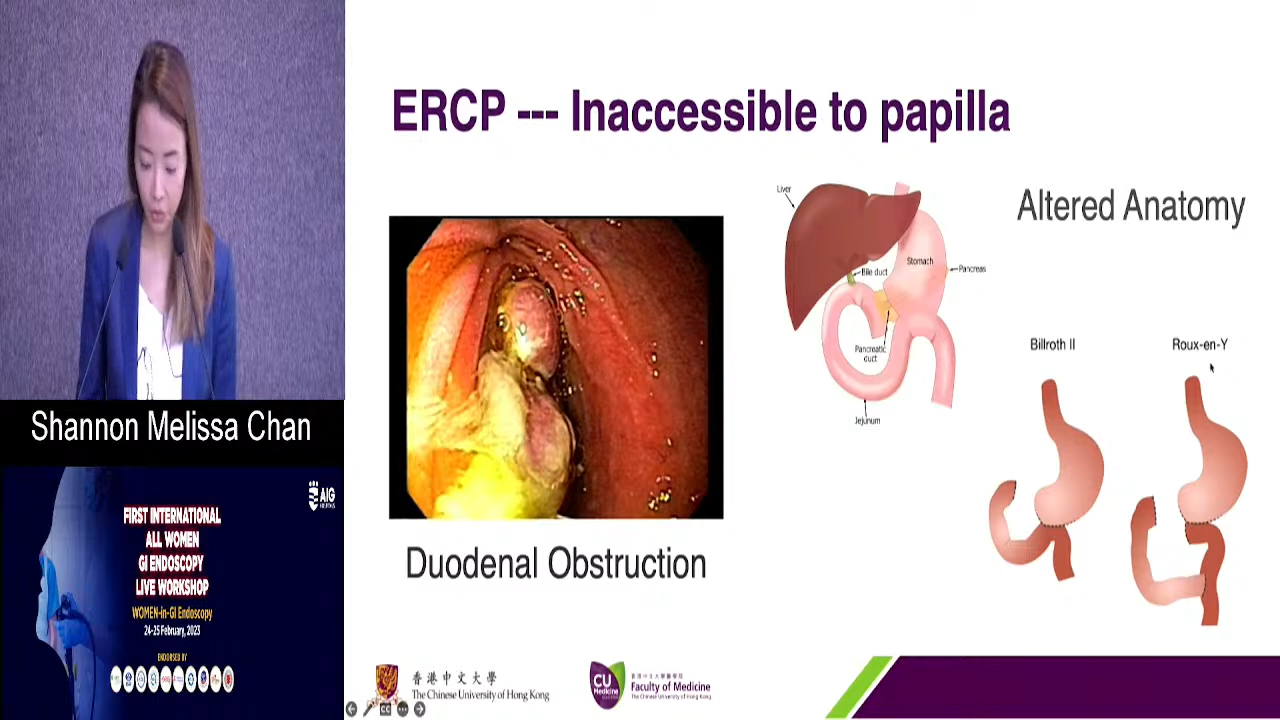 ERCP --- Inaccessible to papilla
Altered Anatomy
Liver
Bile duct
Stomach
Pancreas
Pancreatic
duct
Jejunum
Billroth II
Roux-en-Y
Duodenal Obstruction
Shannon Melissa Chan
AIG
HOSPITALS
FIRST INTERNATIONAL
ALL WOMEN
GI ENDOSCOPY
LIVE WORKSHOP
WOMEN-in-GI Endoscopy
24-25 February, 2023
ENDORSED BY
香港中文大學
The Chinese University of Hong Kong
CU
Medicine
香港中文大學醫學院
Faculty of Medicine
The Chinese University of Hong Kong